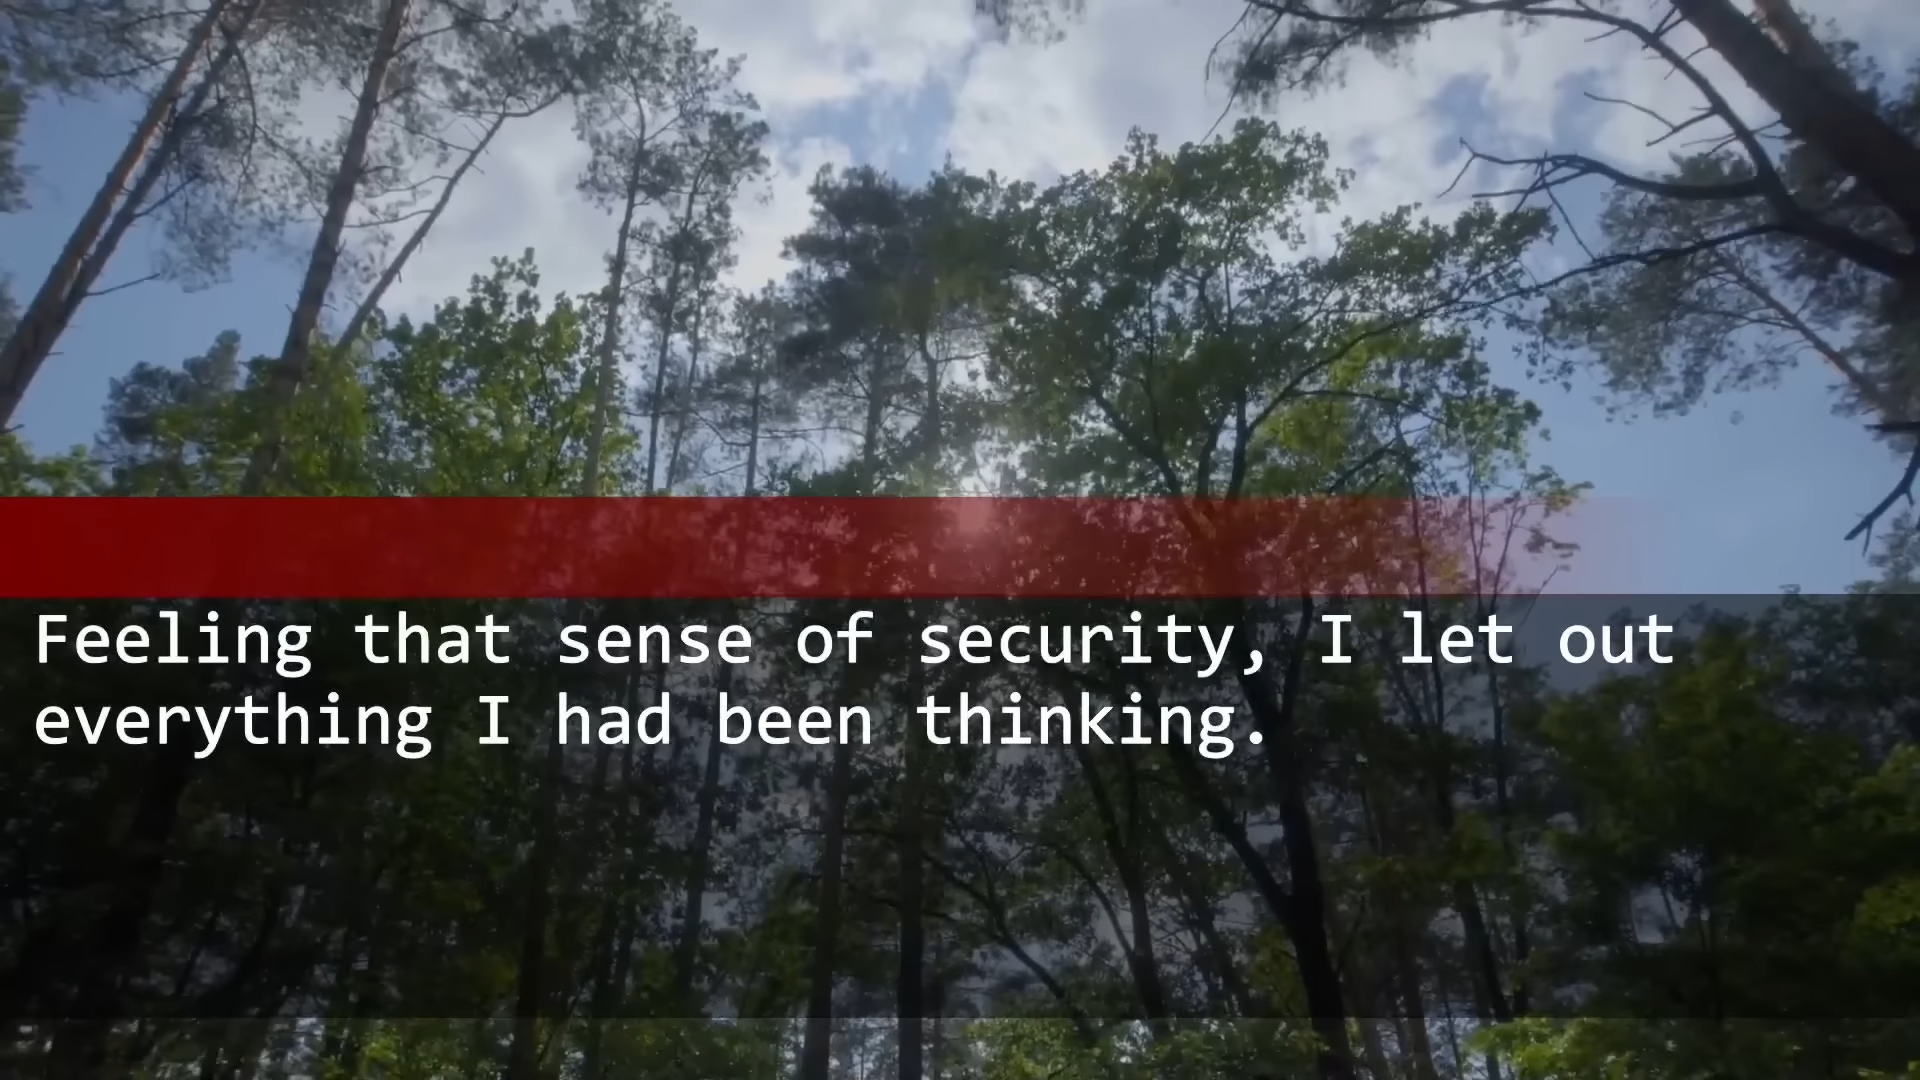 Feeling that sense of security, I let out
everything I had been thinking.